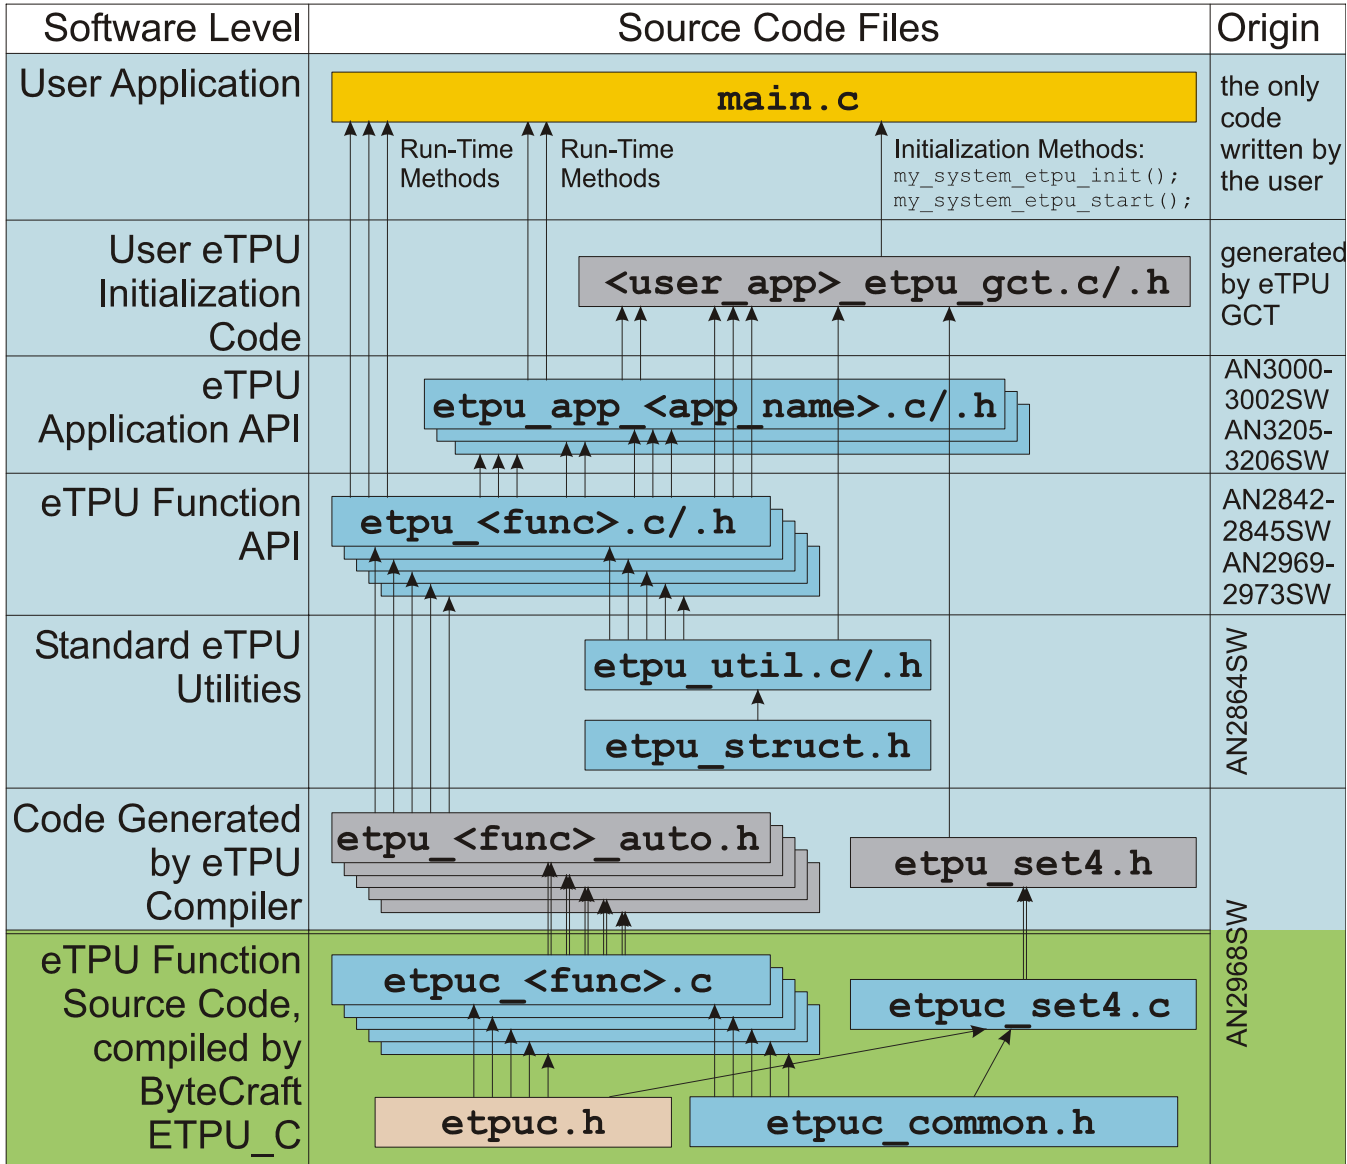 Software Level
Source Code Files
Origin
User Application
main.c
the only
code
written by
the user
Run-Time
Methods
Run-Time
Methods
Initialization Methods:
my_system_etpu_init();
my_system_etpu_start();
User eTPU
Initialization
Code
<user_app>_etpu_gct.c/.h
generated
by eTPU
GCT
eTPU
Application API
etpu_app_<app_name>.c/.h
AN3000-
3002SW
AN3205-
3206SW
eTPU Function
API
etpu_<func>.c/.h
AN2842-
2845SW
AN2969-
2973SW
Standard eTPU
Utilities
etpu_util.c/.h
etpu_struct.h
AN2864SW
Code Generated
by eTPU
Compiler
etpu_<func>_auto.h
etpu_set4.h
AN2968SW
eTPU Function
Source Code,
compiled by
ByteCraft
ETPU_C
etpuc_<func>.c
etpuc_set4.c
etpuc.h
etpuc_common.h